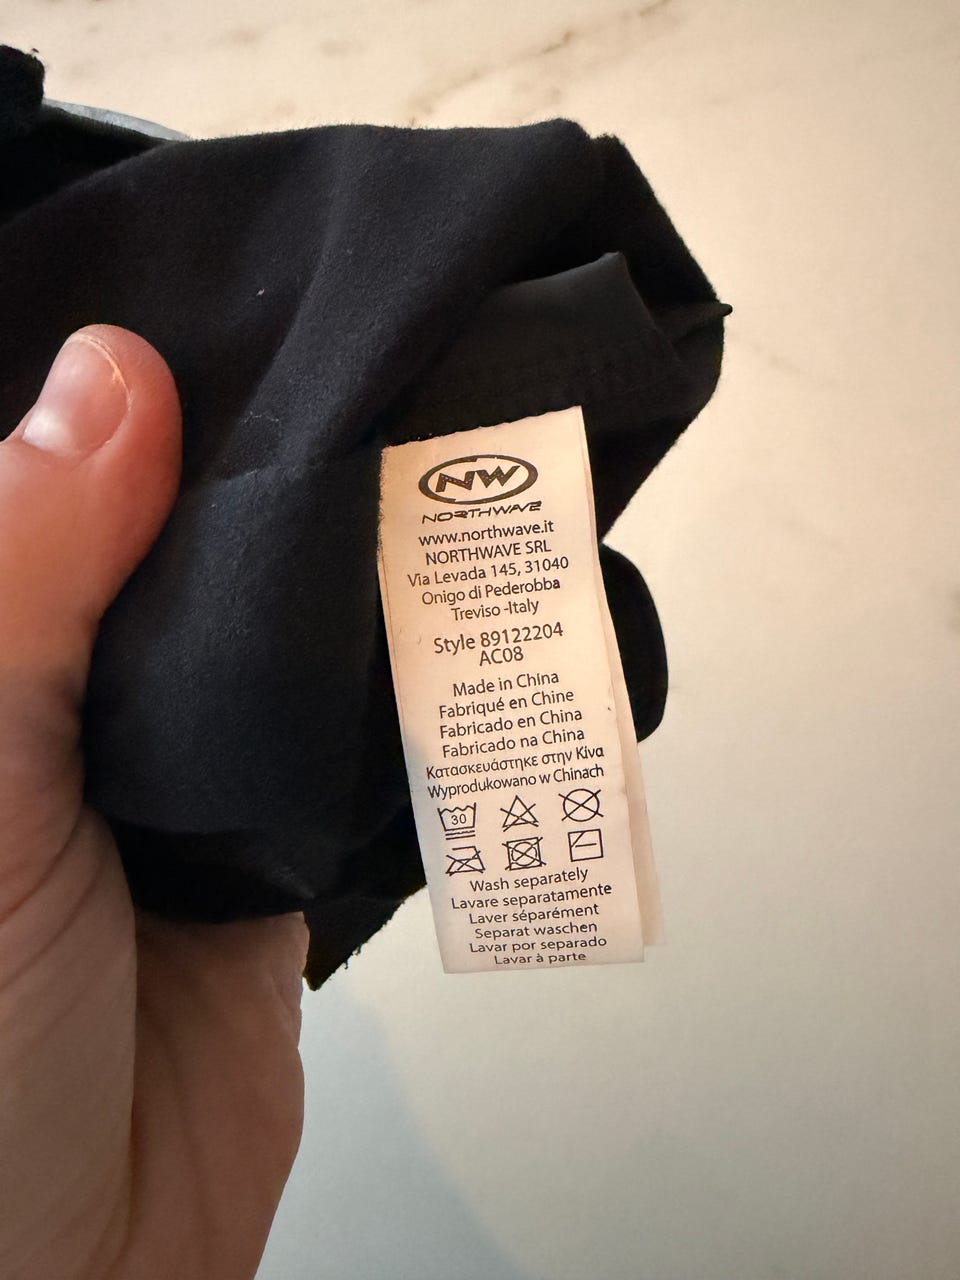 NW
NORTHWAVE
www.northwave.it
NORTHWAVE SRL
Via Levada 145, 31040
Onigo di Pederobba
Treviso -Italy
Style 89122204
AC08
Made in China
Fabriqué en Chine
Fabricado en China
Fabricado na China
Κατασκευάστηκε στην Κίνα
Wyprodukowano w Chinach
30
Wash separately
Lavare separatamente
Laver séparément
Separat waschen
Lavar por separado
Lavar à parte